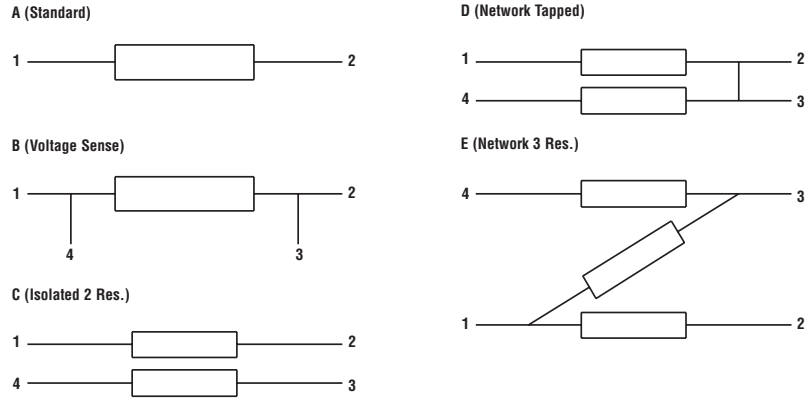 A (Standard)
1 2
B (Voltage Sense)
1 2
4 3
C (Isolated 2 Res.)
1 2
4 3
D (Network Tapped)
1 2
4 3
E (Network 3 Res.)
4 3
1 2